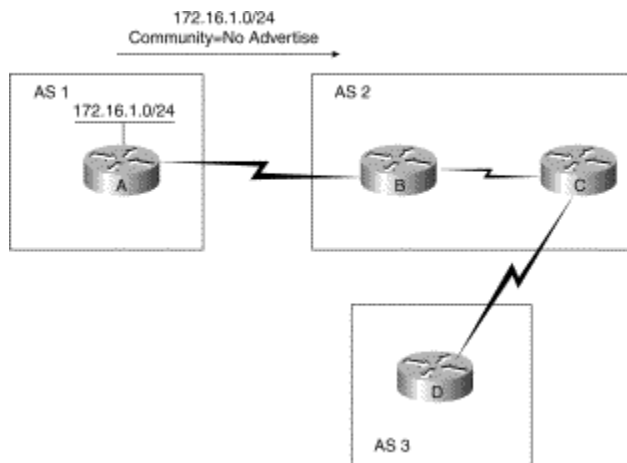 172.16.1.0/24
Community=No Advertise
AS 1
AS 2
172.16.1.0/24
A
B
C
D
AS 3